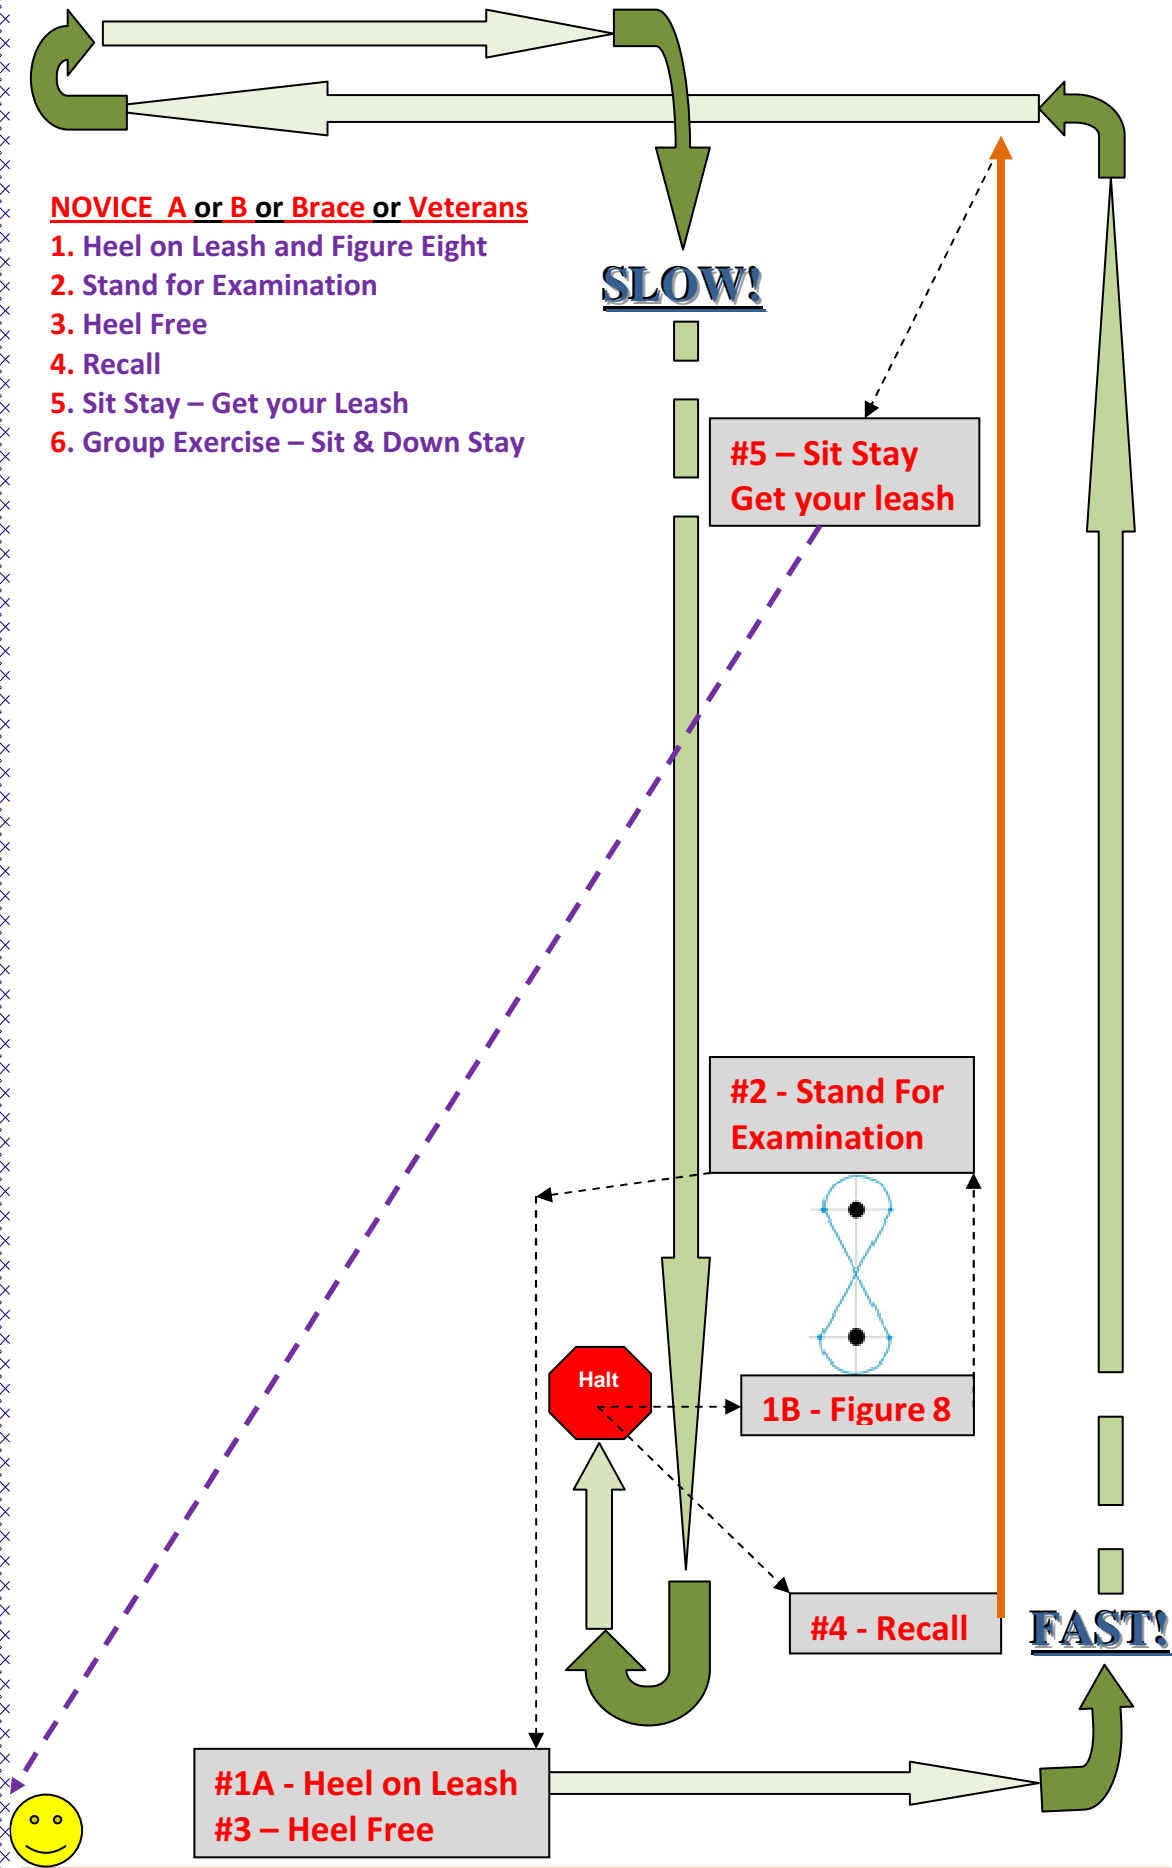 NOVICE A or B or Brace or Veterans
1. Heel on Leash and Figure Eight
2. Stand for Examination
3. Heel Free
4. Recall
5. Sit Stay – Get your Leash
6. Group Exercise – Sit & Down Stay
SLOW!
#5 – Sit Stay
Get your leash
#2 - Stand For
Examination
Halt
1B - Figure 8
#4 - Recall
FAST!
#1A - Heel on Leash
#3 – Heel Free